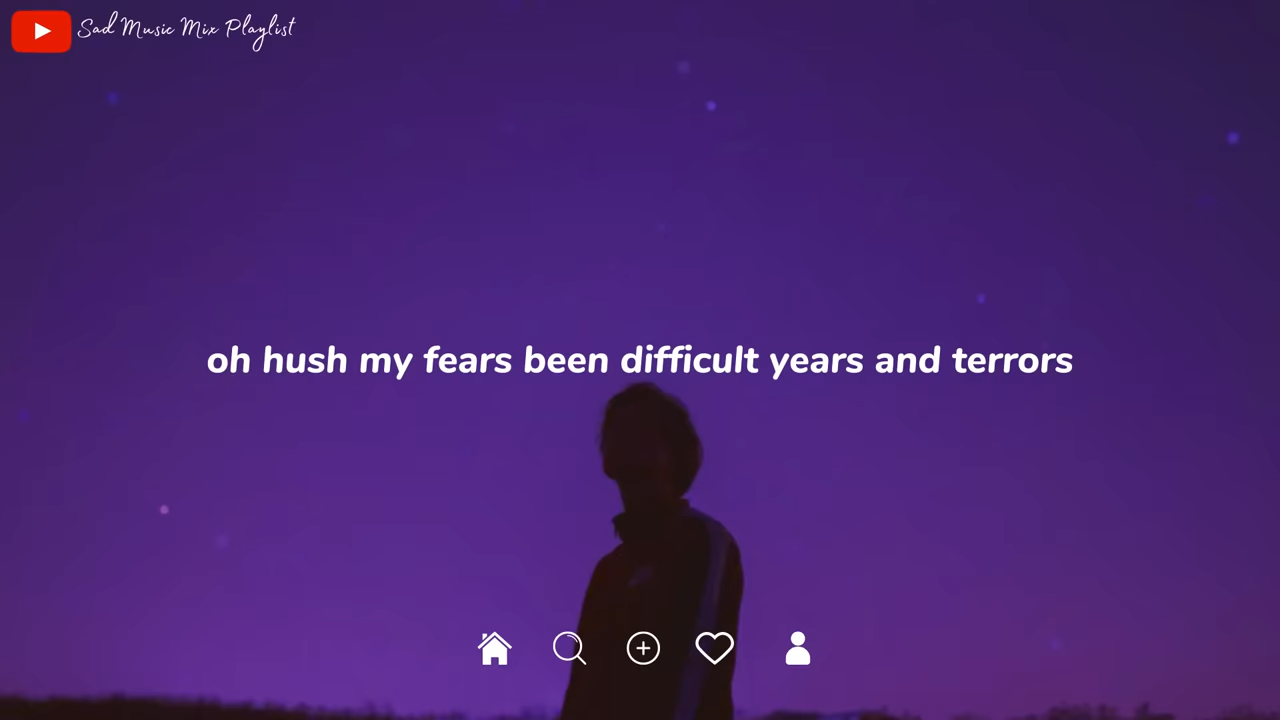 Sad Music Mix Playlist
oh hush my fears been difficult years and terrors